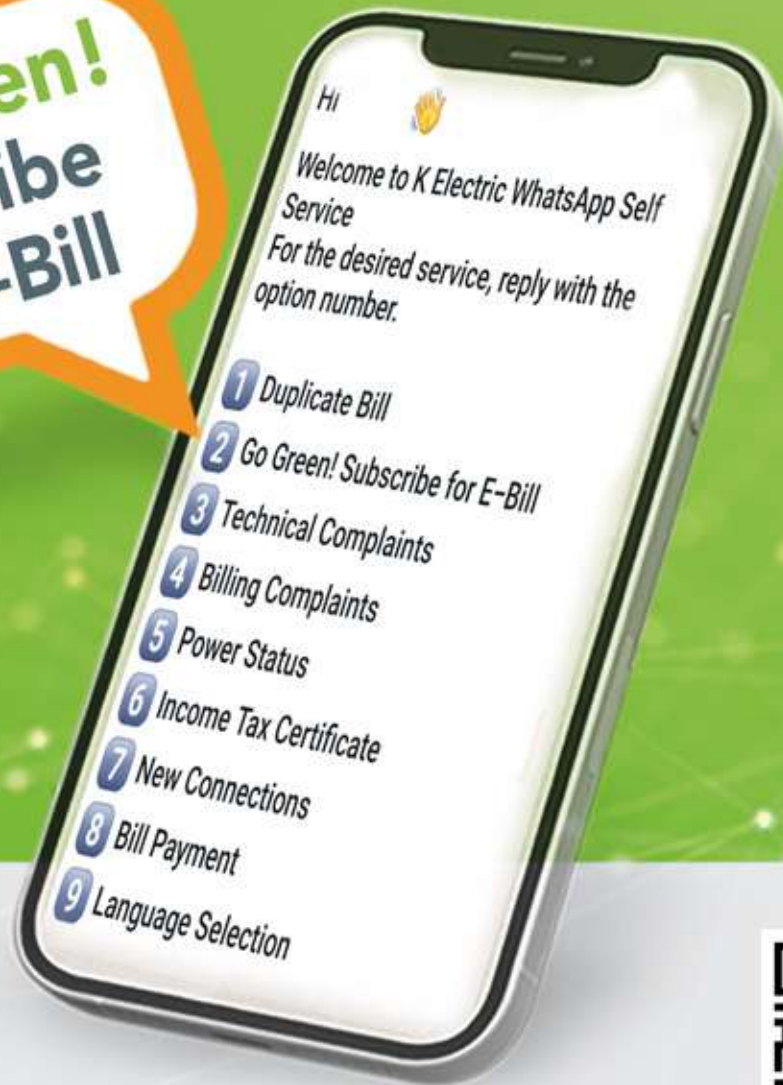 en!
ibe
-Bill
Hi 👋
Welcome to K Electric WhatsApp Self
Service
For the desired service, reply with the
option number.
1 Duplicate Bill
2 Go Green! Subscribe for E-Bill
3 Technical Complaints
4 Billing Complaints
5 Power Status
6 Income Tax Certificate
7 New Connections
8 Bill Payment
9 Language Selection